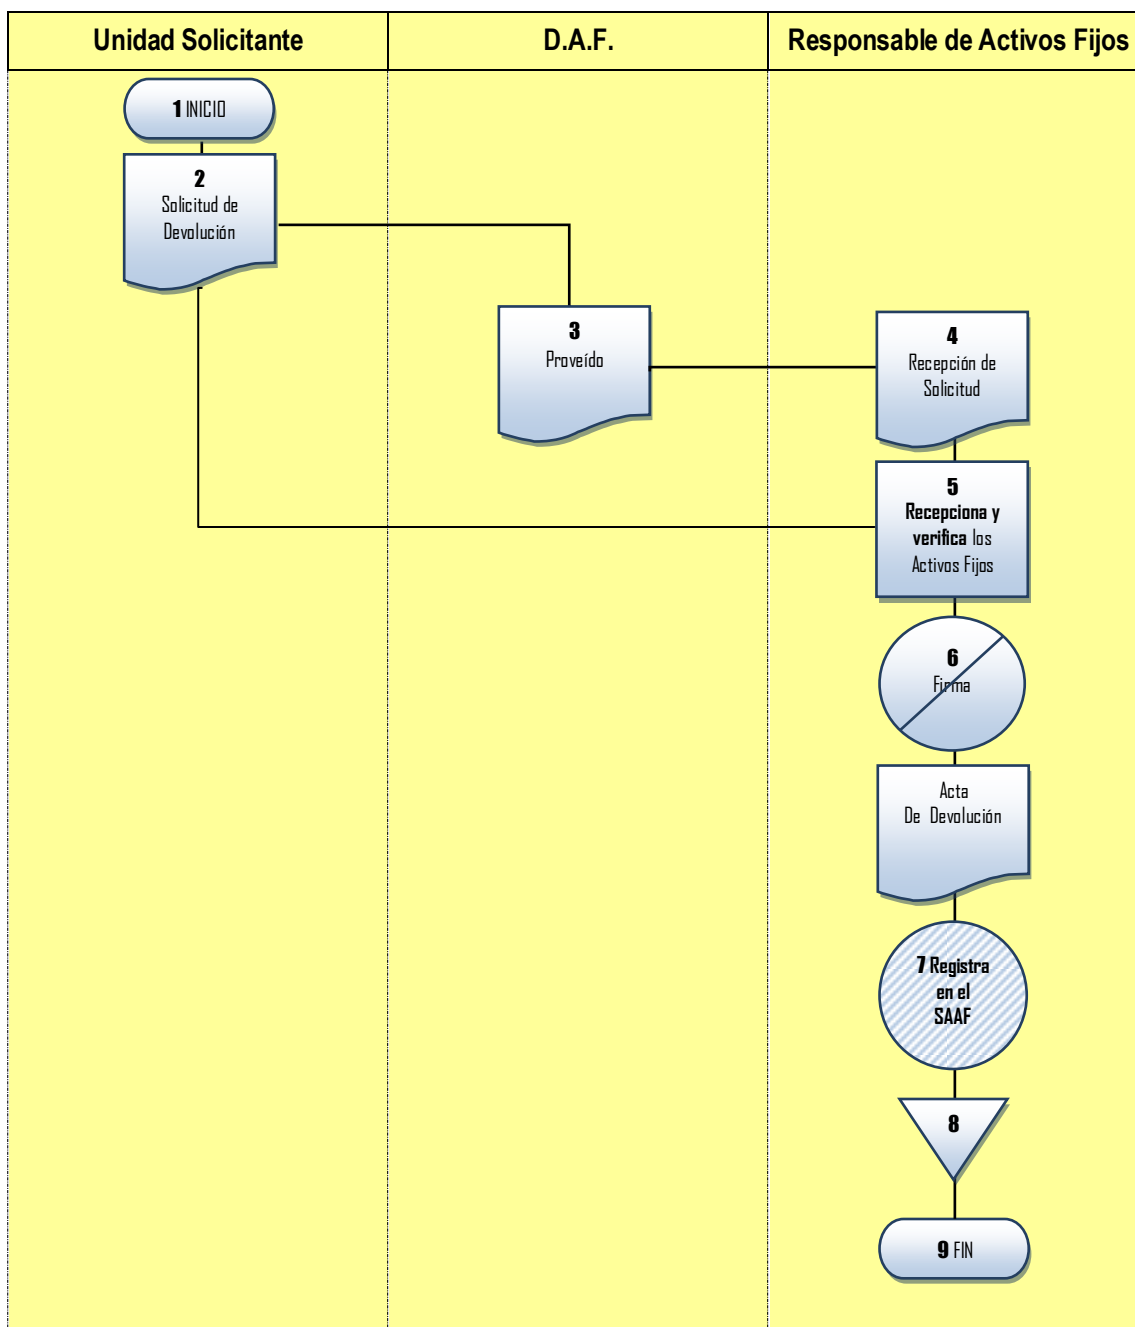 Unidad Solicitante
D.A.F.
Responsable de Activos Fijos
1 INICIO
2
Solicitud de
Devolución
3
Proveído
4
Recepción de
Solicitud
5
Recepciona y
verifica los
Activos Fijos
6
Firma
Acta
De Devolución
7 Registra
en el
SAAF
8
9 FIN